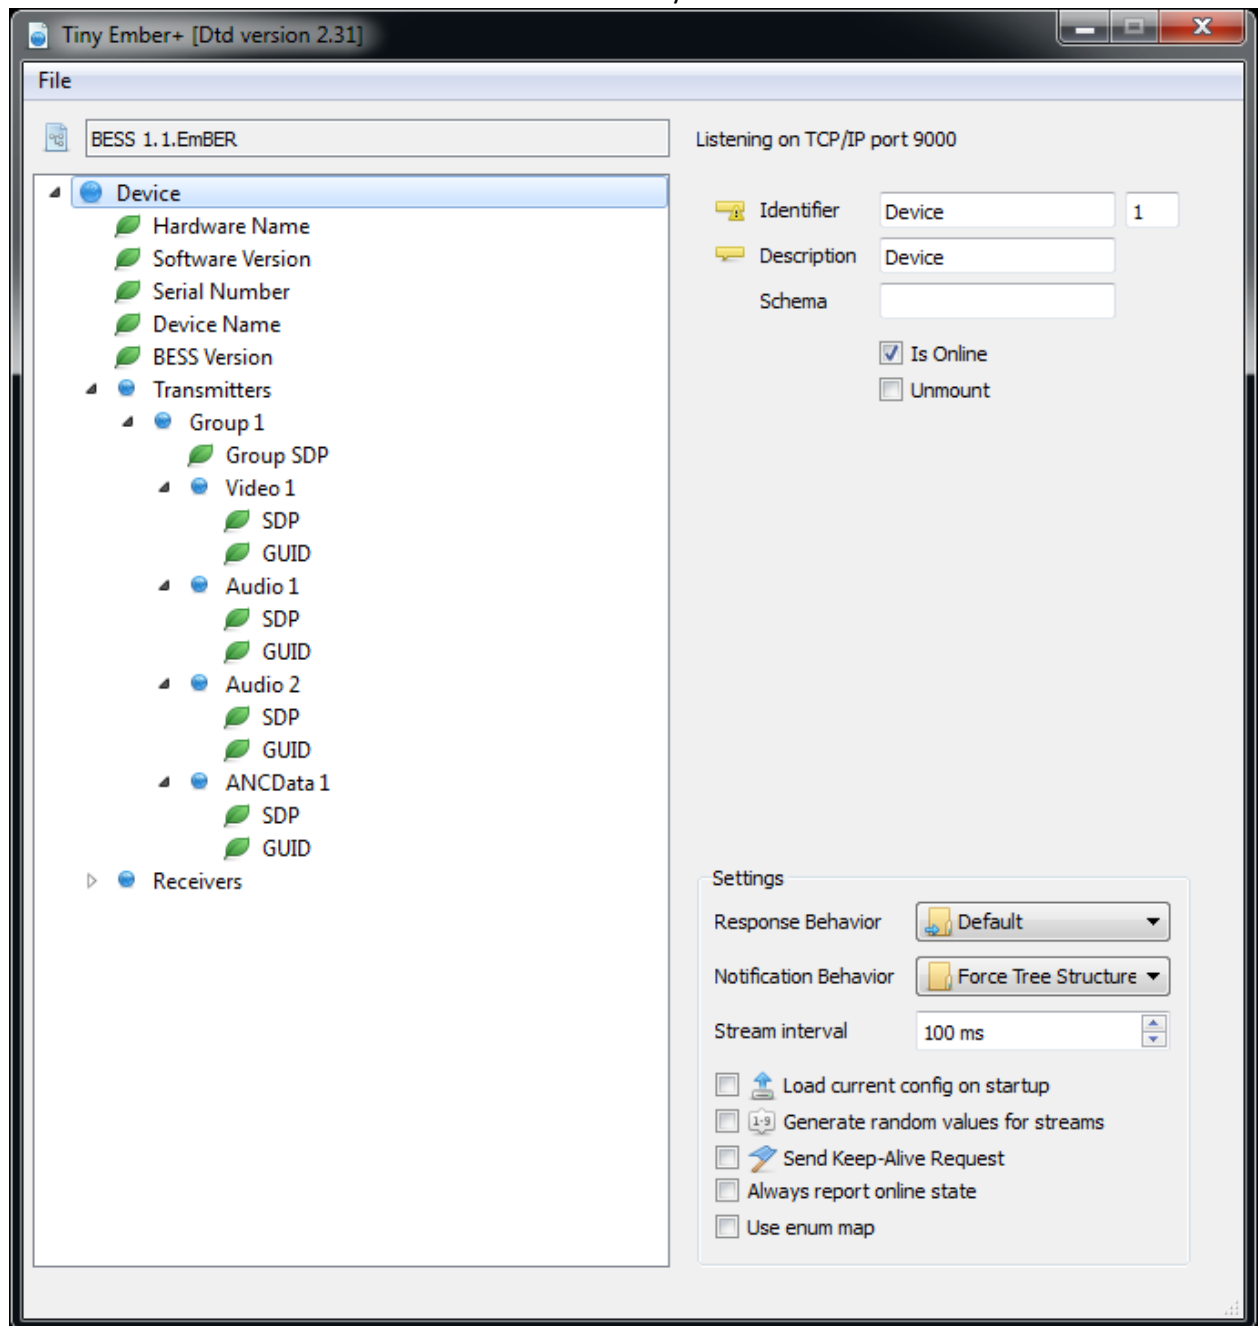 Tiny Ember+ [Dtd version 2.31]
File
BESS 1.1.EmBER
Listening on TCP/IP port 9000
Device
Hardware Name
Software Version
Serial Number
Device Name
BESS Version
Transmitters
Group 1
Group SDP
Video 1
SDP
GUID
Audio 1
SDP
GUID
Audio 2
SDP
GUID
ANCData 1
SDP
GUID
Receivers
Identifier Device 1
Description Device
Schema
Is Online
Unmount
Settings
Response Behavior Default
Notification Behavior Force Tree Structure
Stream interval 100 ms
Load current config on startup
1-9 Generate random values for streams
Send Keep-Alive Request
Always report online state
Use enum map